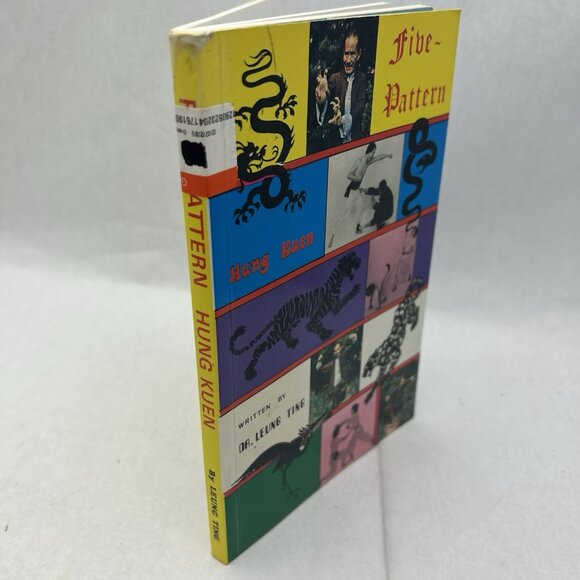 Five-
Pattern
Hung Kuen
WRITTEN BY
DR. LEUNG TING
PATTERN HUNG KUEN
By LEUNG TING